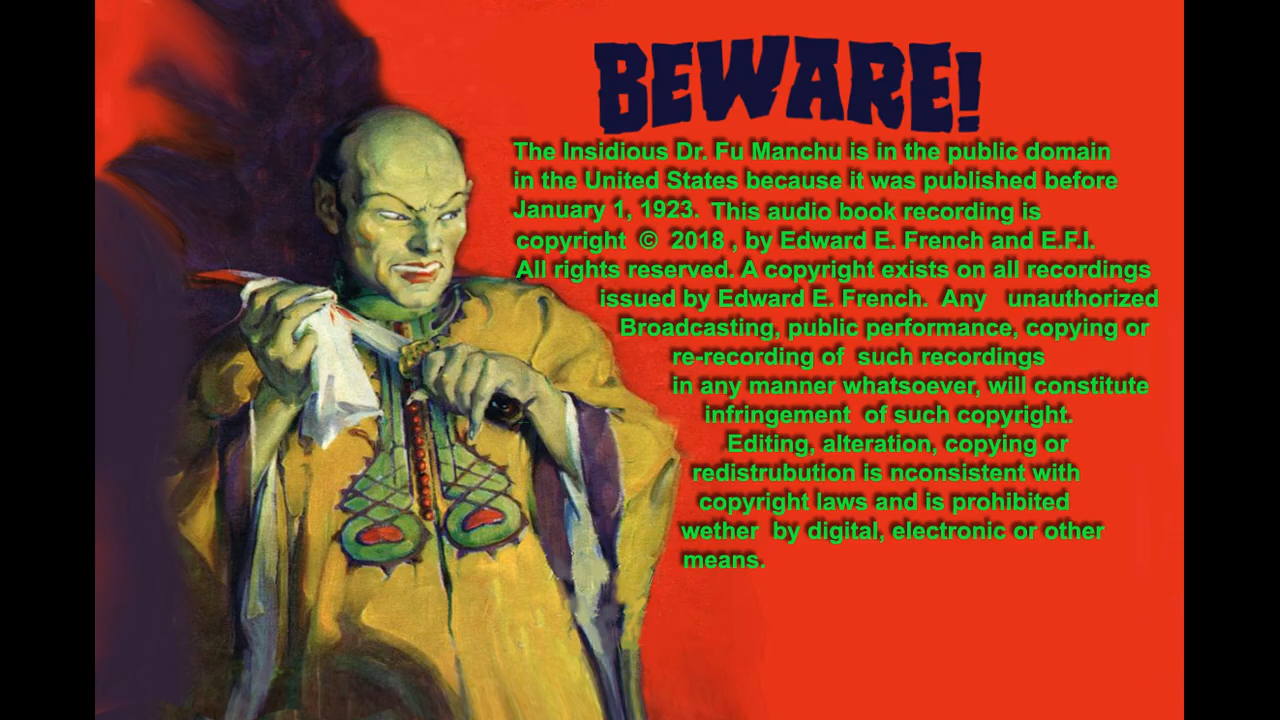 BEWARE!
The Insidious Dr. Fu Manchu is in the public domain
in the United States because it was published before
January 1, 1923. This audio book recording is
copyright © 2018 , by Edward E. French and E.F.I.
All rights reserved. A copyright exists on all recordings
issued by Edward E. French. Any unauthorized
Broadcasting, public performance, copying or
re-recording of such recordings
in any manner whatsoever, will constitute
infringement of such copyright.
Editing, alteration, copying or
redistrubution is nconsistent with
copyright laws and is prohibited
wether by digital, electronic or other
means.